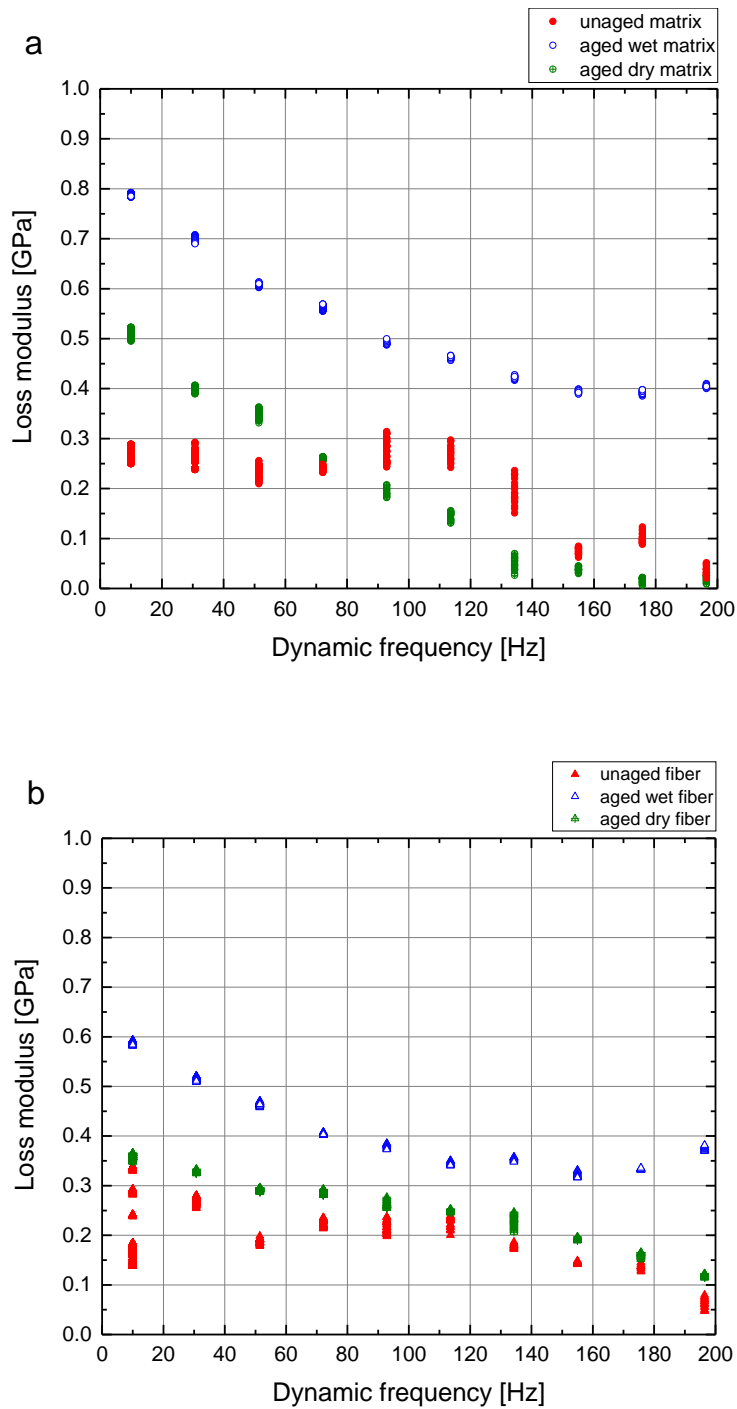 a
unaged matrix
aged wet matrix
aged dry matrix
1.0
0.9
0.8
0.7
0.6
0.5
0.4
0.3
0.2
0.1
0.0
Loss modulus [GPa]
0 20 40 60 80 100 120 140 160 180 200
Dynamic frequency [Hz]
b
unaged fiber
aged wet fiber
aged dry fiber
1.0
0.9
0.8
0.7
0.6
0.5
0.4
0.3
0.2
0.1
0.0
Loss modulus [GPa]
0 20 40 60 80 100 120 140 160 180 200
Dynamic frequency [Hz]